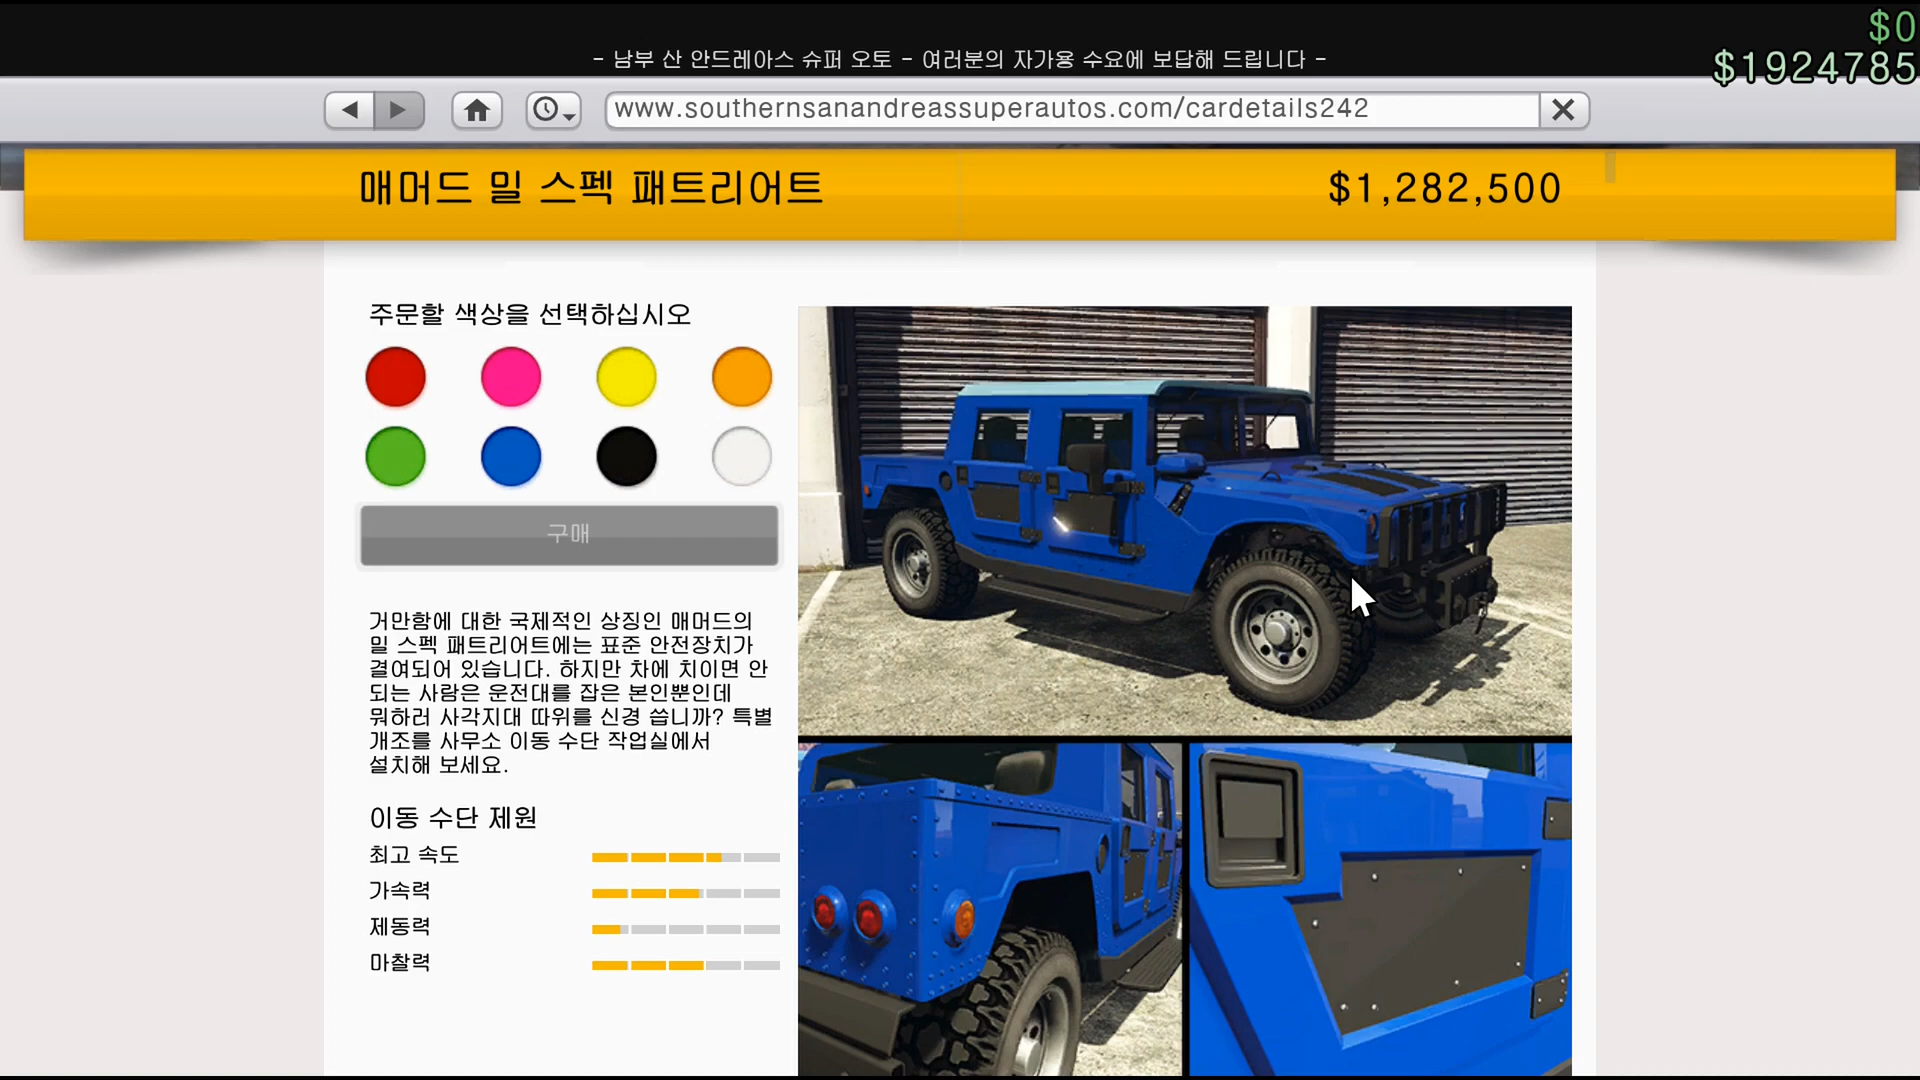 $0
- 남부 산 안드레아스 슈퍼 오토 - 여러분의 자가용 수요에 보답해 드립니다 -
$1924785
www.southernsanandreassuperautos.com/cardetails242
매머드 밀 스펙 패트리어트
$1,282,500
주문할 색상을 선택하십시오
구매
거만함에 대한 국제적인 상징인 매머드의
밀 스펙 패트리어트에는 표준 안전장치가
결여되어 있습니다. 하지만 차에 치이면 안
되는 사람은 운전대를 잡은 본인뿐인데
뭐하러 사각지대 따위를 신경 씁니까? 특별
개조를 사무소 이동 수단 작업실에서
설치해 보세요.
이동 수단 제원
최고 속도
가속력
제동력
마찰력